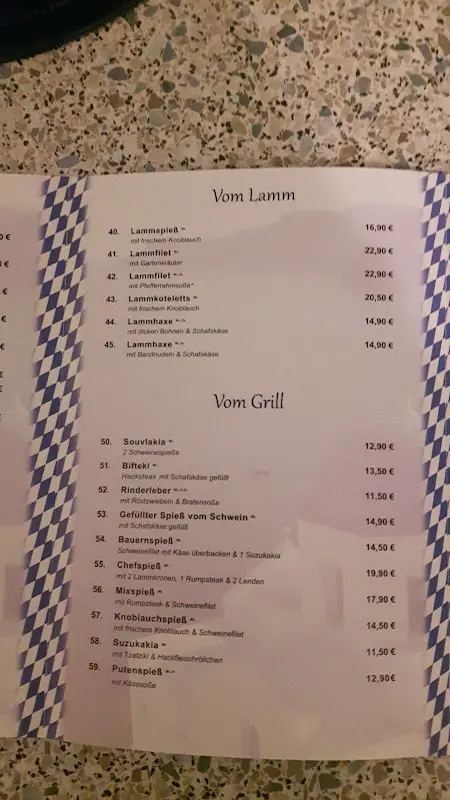 Vom Lamm
40. Lammspieß 16,90 €
mit frischem Knoblauch
41. Lammfilet 22,90 €
mit Gartenkräuter
42. Lammfilet 22,90 €
mit Pfefferrahmsoße*
43. Lammkoteletts 20,50 €
mit frischem Knoblauch
44. Lammhaxe 14,90 €
mit dicken Bohnen & Schafskäse
45. Lammhaxe 14,90 €
mit Bandnudeln & Schafskäse
Vom Grill
50. Souvlakia 12,90 €
2 Schweinespieße
51. Bifteki 13,50 €
Hacksteak mit Schafskäse gefüllt
52. Rinderleber 11,50 €
mit Röstzwiebeln & Bratensoße
53. Gefüllter Spieß vom Schwein 14,90 €
mit Schafskäse gefüllt
54. Bauernspieß 14,50 €
Schweinefilet mit Käse überbacken & 1 Suzukakia
55. Chefspieß 19,90 €
mit 2 Lammkronen, 1 Rumpsteak & 2 Lenden
56. Mixspieß 17,90 €
mit Rumpsteak & Schweinefilet
57. Knoblauchspieß 14,50 €
mit frischem Knoblauch & Schweinefilet
58. Suzukakia 11,50 €
mit Tzatziki & Hackfleischröllchen
59. Putenspieß 12,90€
mit Käsesoße